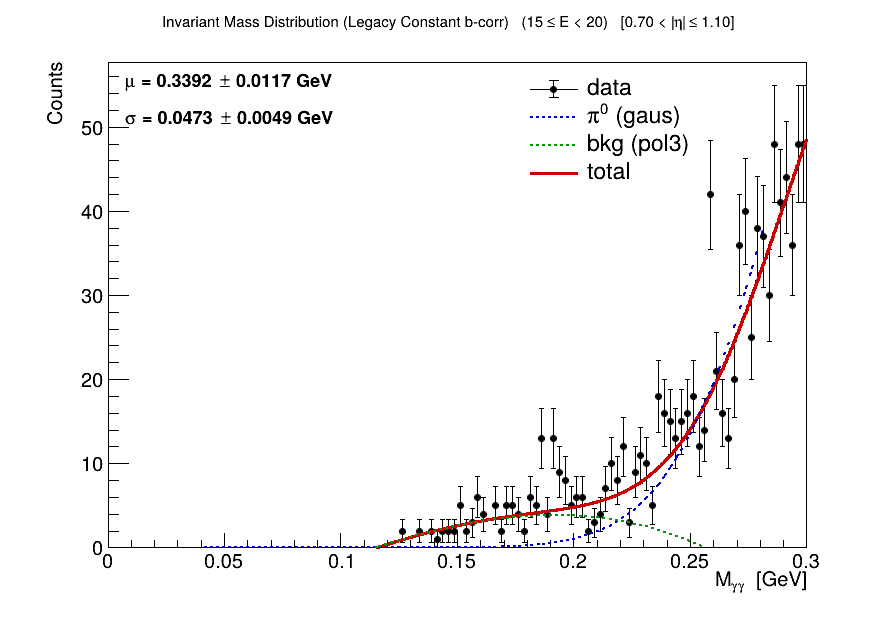 Invariant Mass Distribution (Legacy Constant b-corr) (15 ≤ E < 20) [0.70 < |η| ≤ 1.10]
Counts
μ = 0.3392 ± 0.0117 GeV
σ = 0.0473 ± 0.0049 GeV
data
π⁰ (gaus)
bkg (pol3)
total
50
40
30
20
10
0
0 0.05 0.1 0.15 0.2 0.25 0.3
Mγγ [GeV]